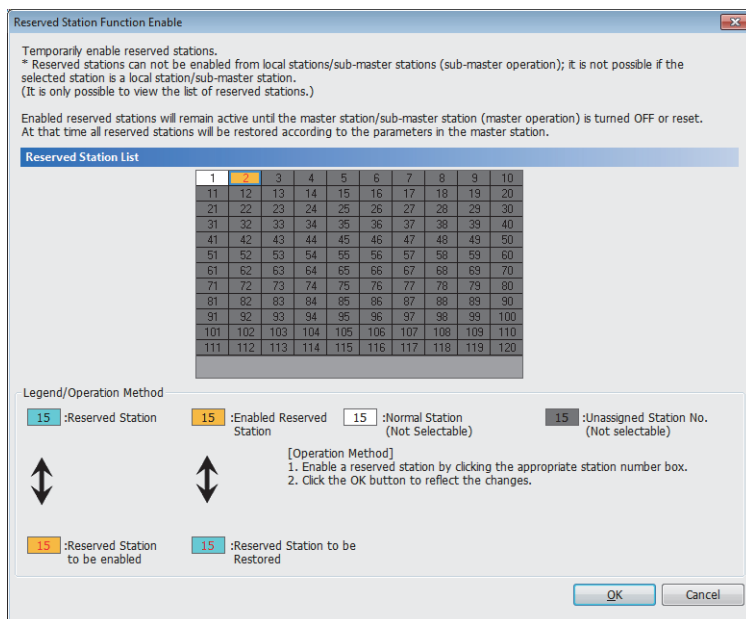 Reserved Station Function Enable
Temporarily enable reserved stations.
* Reserved stations can not be enabled from local stations/sub-master stations (sub-master operation); it is not possible if the
selected station is a local station/sub-master station.
(It is only possible to view the list of reserved stations.)
Enabled reserved stations will remain active until the master station/sub-master station (master operation) is turned OFF or reset.
At that time all reserved stations will be restored according to the parameters in the master station.
Reserved Station List
1 2 3 4 5 6 7 8 9 10
11 12 13 14 15 16 17 18 19 20
21 22 23 24 25 26 27 28 29 30
31 32 33 34 35 36 37 38 39 40
41 42 43 44 45 46 47 48 49 50
51 52 53 54 55 56 57 58 59 60
61 62 63 64 65 66 67 68 69 70
71 72 73 74 75 76 77 78 79 80
81 82 83 84 85 86 87 88 89 90
91 92 93 94 95 96 97 98 99 100
101 102 103 104 105 106 107 108 109 110
111 112 113 114 115 116 117 118 119 120
Legend/Operation Method
15 :Reserved Station
15 :Enabled Reserved
Station
15 :Normal Station
(Not Selectable)
15 :Unassigned Station No.
(Not selectable)
[Operation Method]
1. Enable a reserved station by clicking the appropriate station number box.
2. Click the OK button to reflect the changes.
15 :Reserved Station
to be enabled
15 :Reserved Station to be
Restored
OK
Cancel